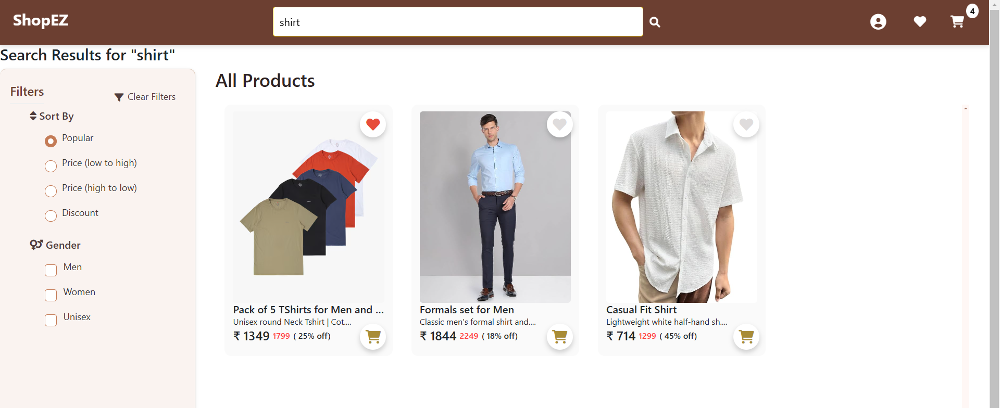 ShopEZ
shirt
4
Search Results for "shirt"
Filters
Clear Filters
Sort By
Popular
Price (low to high)
Price (high to low)
Discount
Gender
Men
Women
Unisex
All Products
Pack of 5 TShirts for Men and ...
Unisex round Neck Tshirt | Cot....
₹ 1349 1799 ( 25% off)
Formals set for Men
Classic men's formal shirt and....
₹ 1844 2249 ( 18% off)
Casual Fit Shirt
Lightweight white half-hand sh....
₹ 714 1299 ( 45% off)